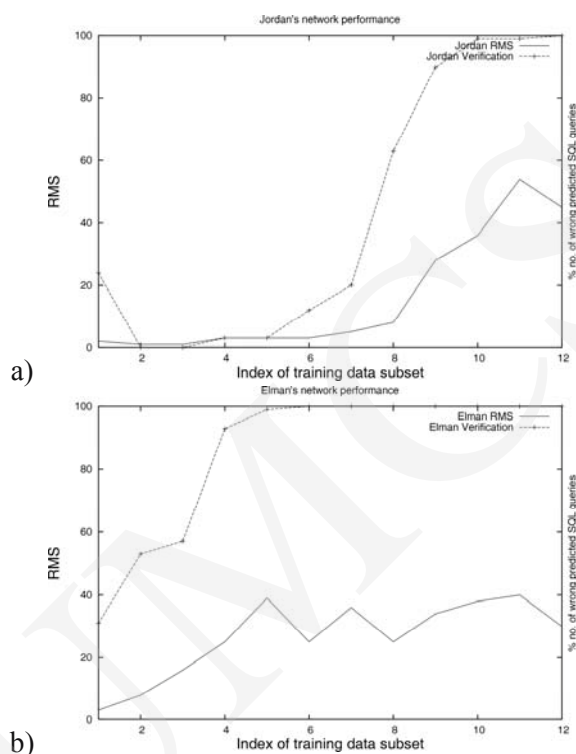 Jordan's network performance
Jordan RMS
Jordan Verification
100
80
60
40
20
0
RMS
% no. of wrong predicted SQL queries
2 4 6 8 10 12
Index of training data subset
a)
Elman's network performance
Elman RMS
Elman Verification
100
80
60
40
20
0
RMS
% no. of wrong predicted SQL queries
2 4 6 8 10 12
Index of training data subset
b)